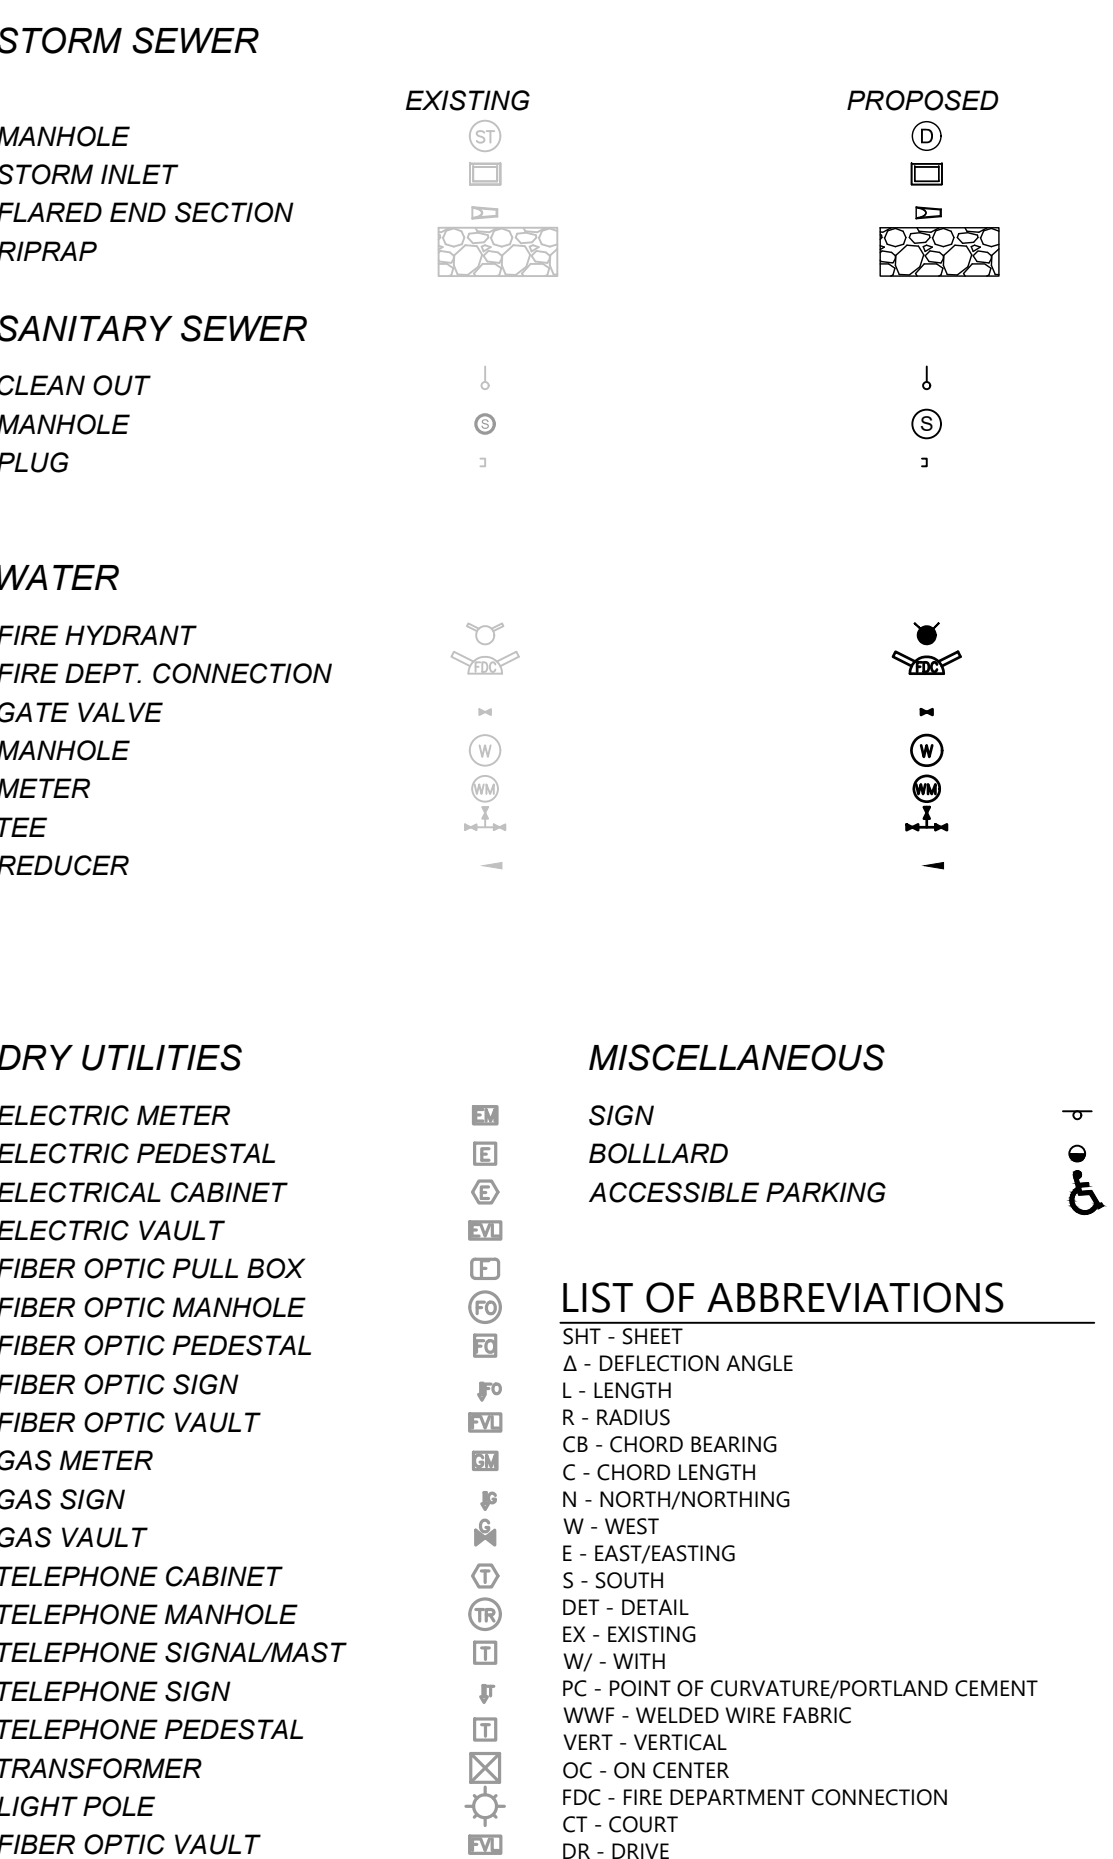 STORM SEWER
EXISTING PROPOSED
MANHOLE ST D
STORM INLET
FLARED END SECTION
RIPRAP
SANITARY SEWER
CLEAN OUT
MANHOLE S S
PLUG
WATER
FIRE HYDRANT
FIRE DEPT. CONNECTION FDC FDC
GATE VALVE
MANHOLE W W
METER WM WM
TEE
REDUCER
DRY UTILITIES
ELECTRIC METER EM
ELECTRIC PEDESTAL E
ELECTRICAL CABINET E
ELECTRIC VAULT EVL
FIBER OPTIC PULL BOX F
FIBER OPTIC MANHOLE FO
FIBER OPTIC PEDESTAL FO
FIBER OPTIC SIGN FO
FIBER OPTIC VAULT FVL
GAS METER GM
GAS SIGN G
GAS VAULT G
TELEPHONE CABINET T
TELEPHONE MANHOLE TR
TELEPHONE SIGNAL/MAST T
TELEPHONE SIGN T
TELEPHONE PEDESTAL T
TRANSFORMER
LIGHT POLE
FIBER OPTIC VAULT FVL
MISCELLANEOUS
SIGN
BOLLLARD
ACCESSIBLE PARKING
LIST OF ABBREVIATIONS
SHT - SHEET
Δ - DEFLECTION ANGLE
L - LENGTH
R - RADIUS
CB - CHORD BEARING
C - CHORD LENGTH
N - NORTH/NORTHING
W - WEST
E - EAST/EASTING
S - SOUTH
DET - DETAIL
EX - EXISTING
W/ - WITH
PC - POINT OF CURVATURE/PORTLAND CEMENT
WWF - WELDED WIRE FABRIC
VERT - VERTICAL
OC - ON CENTER
FDC - FIRE DEPARTMENT CONNECTION
CT - COURT
DR - DRIVE